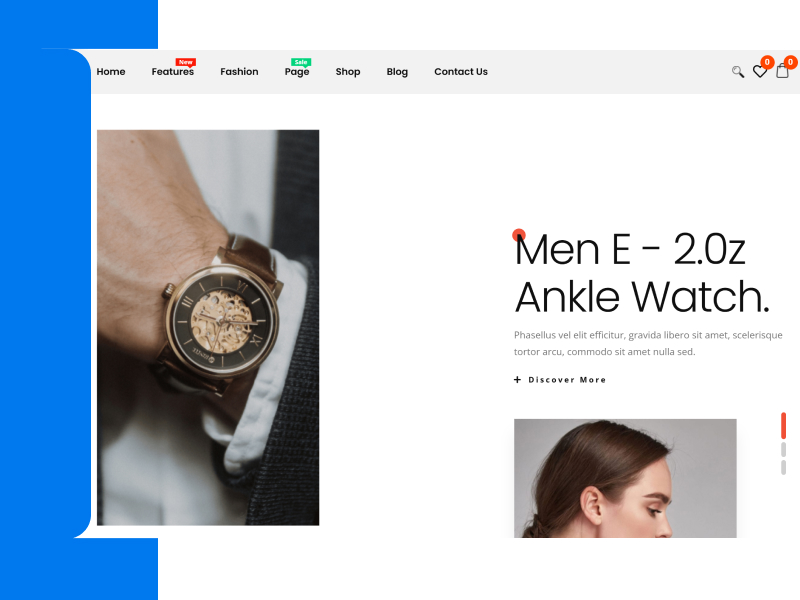 New
Sale
Home Features Fashion Page Shop Blog Contact Us
0 0
Men E - 2.0z
Ankle Watch.
Phasellus vel elit efficitur, gravida libero sit amet, scelerisque
tortor arcu, commodo sit amet nulla sed.
+ Discover More